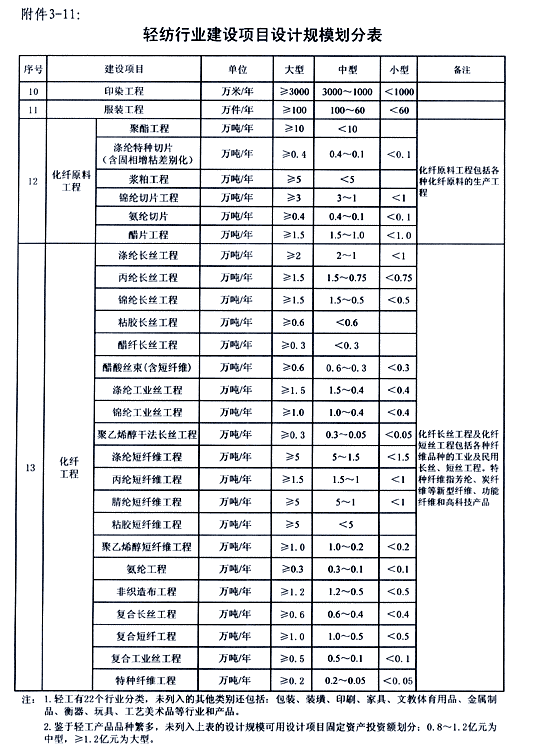 附件3-11:
轻纺行业建设项目设计规模划分表
序号 建设项目 单位 大型 中型 小型 备注
10 印染工程 万米/年 ≥3000 3000~1000 <1000
11 服装工程 万件/年 ≥100 100~60 <60
12 化纤原料工程 聚酯工程 万吨/年 ≥10 <10 化纤原料工程包括各种化纤原料的生产工程
涤纶特种切片
(含固相增粘差别化) 万吨/年 ≥0.4 0.4~0.1 <0.1
浆粕工程 万吨/年 ≥5 <5
锦纶切片工程 万吨/年 ≥3 3~1 <1
氨纶切片 万吨/年 ≥0.4 0.4~0.1 <0.1
醋片工程 万吨/年 ≥1.5 1.5~1.0 <1.0
13 化纤工程 涤纶长丝工程 万吨/年 ≥2 2~1 <1 化纤长丝工程及化纤短丝工程包括各种纤维品种的工业及民用长丝、短丝工程。特种纤维指芳纶、炭纤维等新型纤维、功能纤维和高科技产品
丙纶长丝工程 万吨/年 ≥1.5 1.5~0.75 <0.75
锦纶长丝工程 万吨/年 ≥1.5 1.5~0.5 <0.5
粘胶长丝工程 万吨/年 ≥0.6 <0.6
醋纤长丝工程 万吨/年 ≥0.3 <0.3
醋酸丝束(含短纤维) 万吨/年 ≥0.6 0.6~0.3 <0.3
涤纶工业丝工程 万吨/年 ≥1.5 1.5~0.4 <0.4
锦纶工业丝工程 万吨/年 ≥1.0 1.0~0.4 <0.4
聚乙烯醇干法长丝工程 万吨/年 ≥0.3 0.3~0.05 <0.05
涤纶短纤维工程 万吨/年 ≥5 5~1.5 <1.5
丙纶短纤维工程 万吨/年 ≥1.5 1.5~1 <1
腈纶短纤维工程 万吨/年 ≥5 5~1 <1
粘胶短纤维工程 万吨/年 ≥5 <5
聚乙烯醇短纤维工程 万吨/年 ≥1.0 1.0~0.2 <0.2
氨纶工程 万吨/年 ≥0.3 0.3~0.1 <0.1
非织造布工程 万吨/年 ≥1.2 1.2~0.5 <0.5
复合长丝工程 万吨/年 ≥0.6 0.6~0.4 <0.4
复合短纤工程 万吨/年 ≥1.0 1.0~0.5 <0.5
复合工业丝工程 万吨/年 ≥0.5 0.5~0.1 <0.1
特种纤维工程 万吨/年 ≥0.2 0.2~0.05 <0.05
注: 1.轻工有22个行业分类,未列入的其他类别还包括:包装、装璜、印刷、家具、文教体育用品、金属制
品、衡器、玩具、工艺美术品等行业和产品。
2.鉴于轻工产品品种繁多,未列入上表的设计规模可用设计项目固定资产投资额划分;0.8~1.2亿元为
中型,≥1.2亿元为大型。